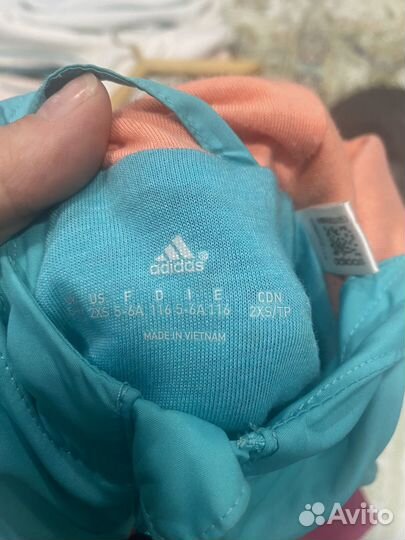 adidas
US F D I E CDN
2XS 5-6A 116 5-6A 116 2XS/TP
MADE IN VIETNAM
Avito